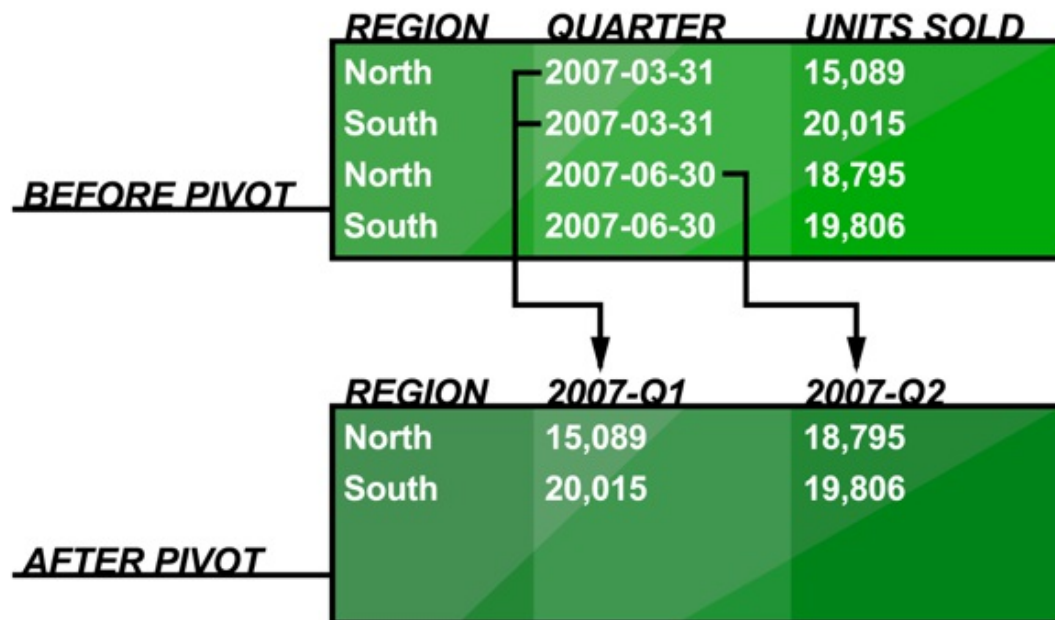 REGION QUARTER UNITS SOLD
North 2007-03-31 15,089
South 2007-03-31 20,015
North 2007-06-30 18,795
BEFORE PIVOT
South 2007-06-30 19,806
REGION 2007-Q1 2007-Q2
North 15,089 18,795
South 20,015 19,806
AFTER PIVOT